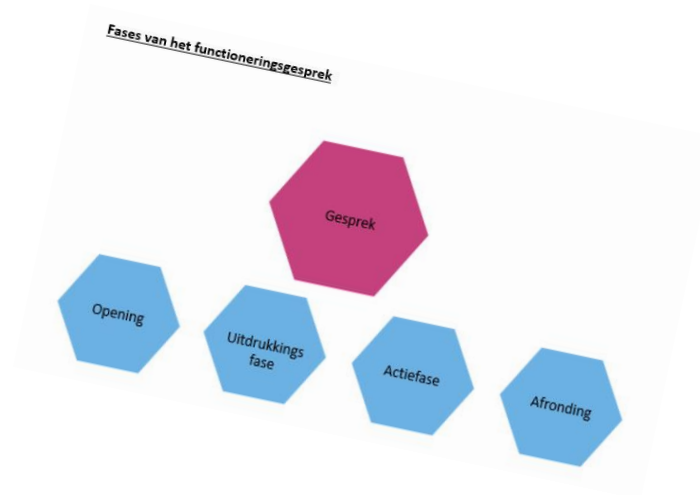 Fases van het functioneringsgesprek
Gesprek
Opening
Uitdrukkings
fase
Actiefase
Afronding